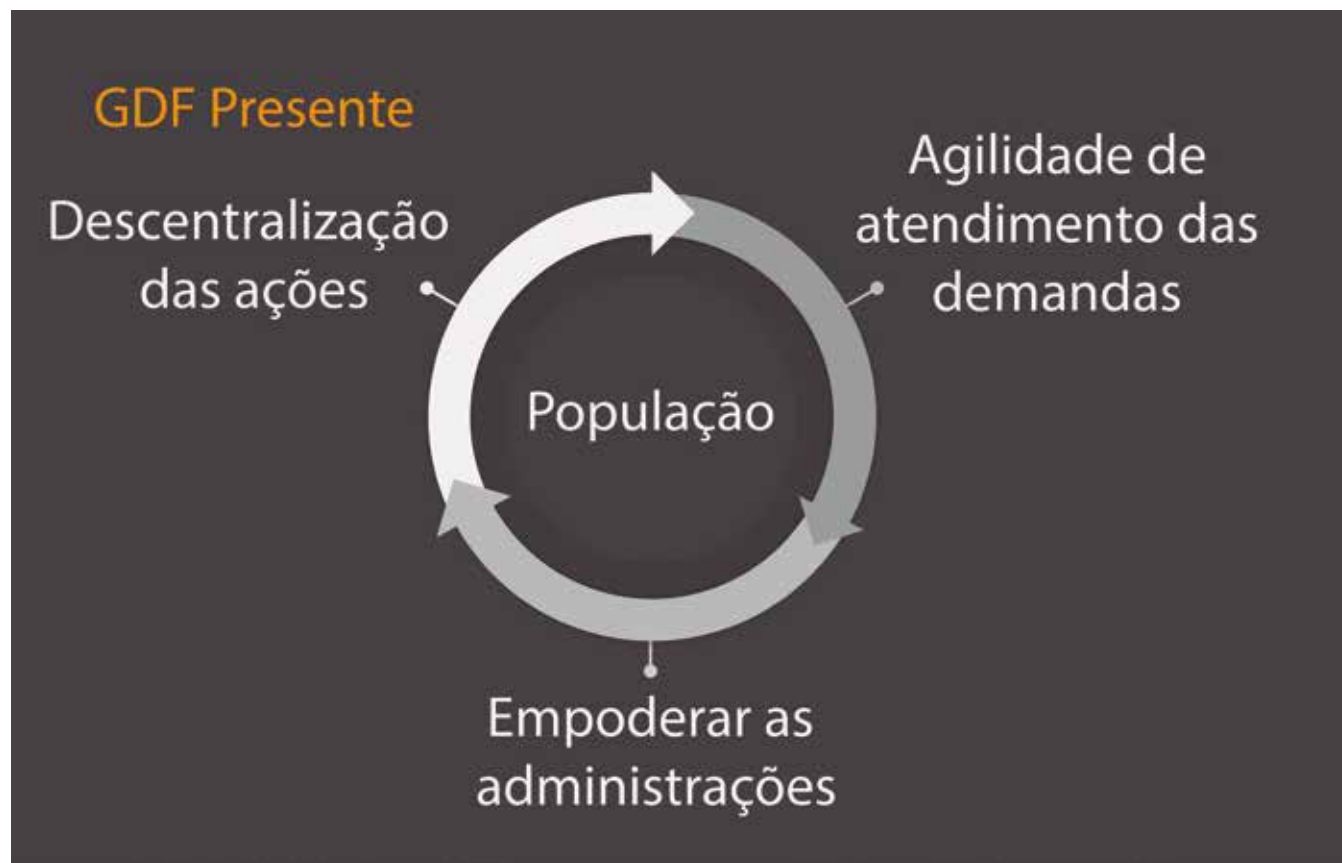 GDF Presente
Descentralização
das ações
Agilidade de
atendimento das
demandas
População
Empoderar as
administrações